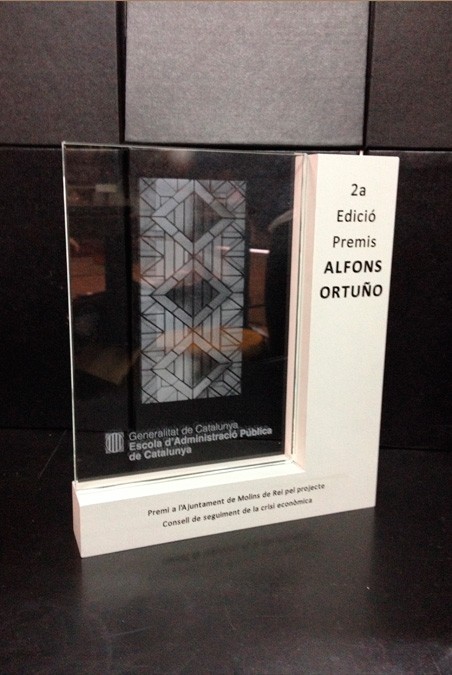 2a
Edició
Premis
ALFONS
ORTUÑO
Generalitat de Catalunya
Escola d'Administració Pública
de Catalunya
Premi a l'Ajuntament de Molins de Rei pel projecte
Consell de seguiment de la crisi econòmica